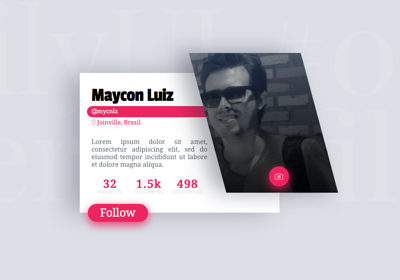 Maycon Luiz
@mycnlz
Joinville, Brazil
Lorem ipsum dolor sit amet,
consectetur adipiscing elit, sed do
eiusmod tempor incididunt ut labore
et dolore magna aliqua.
32 1.5k 498
Follow